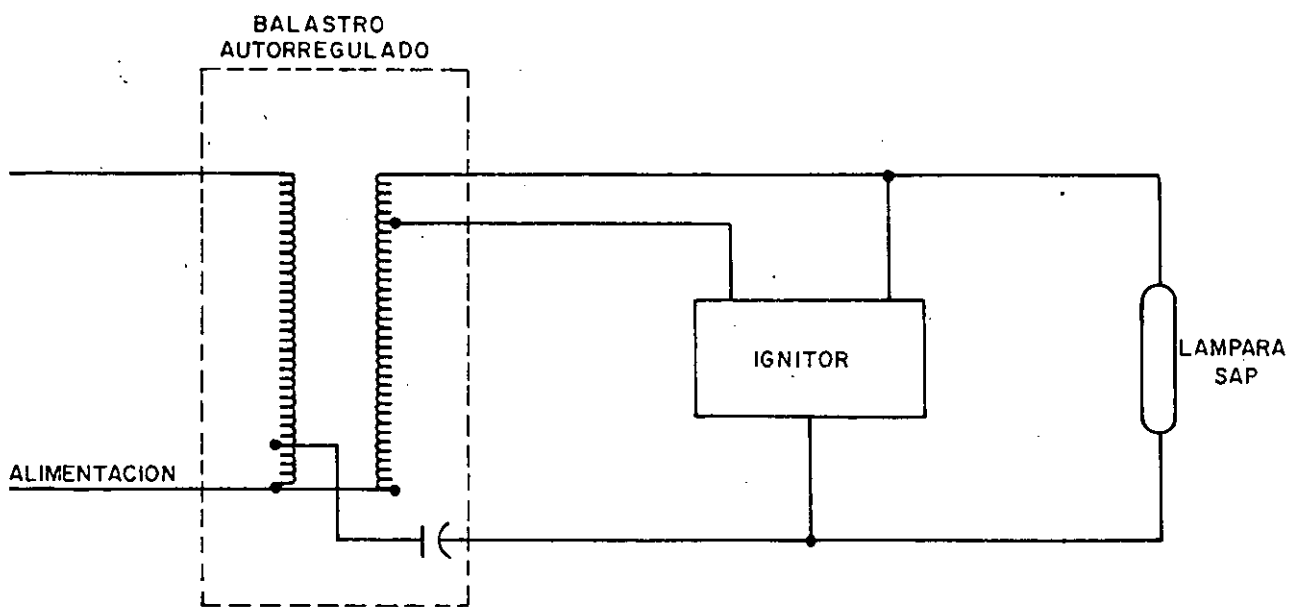 BALASTRO
AUTORREGULADO
ALIMENTACION
IGNITOR
LAMPARA
SAP